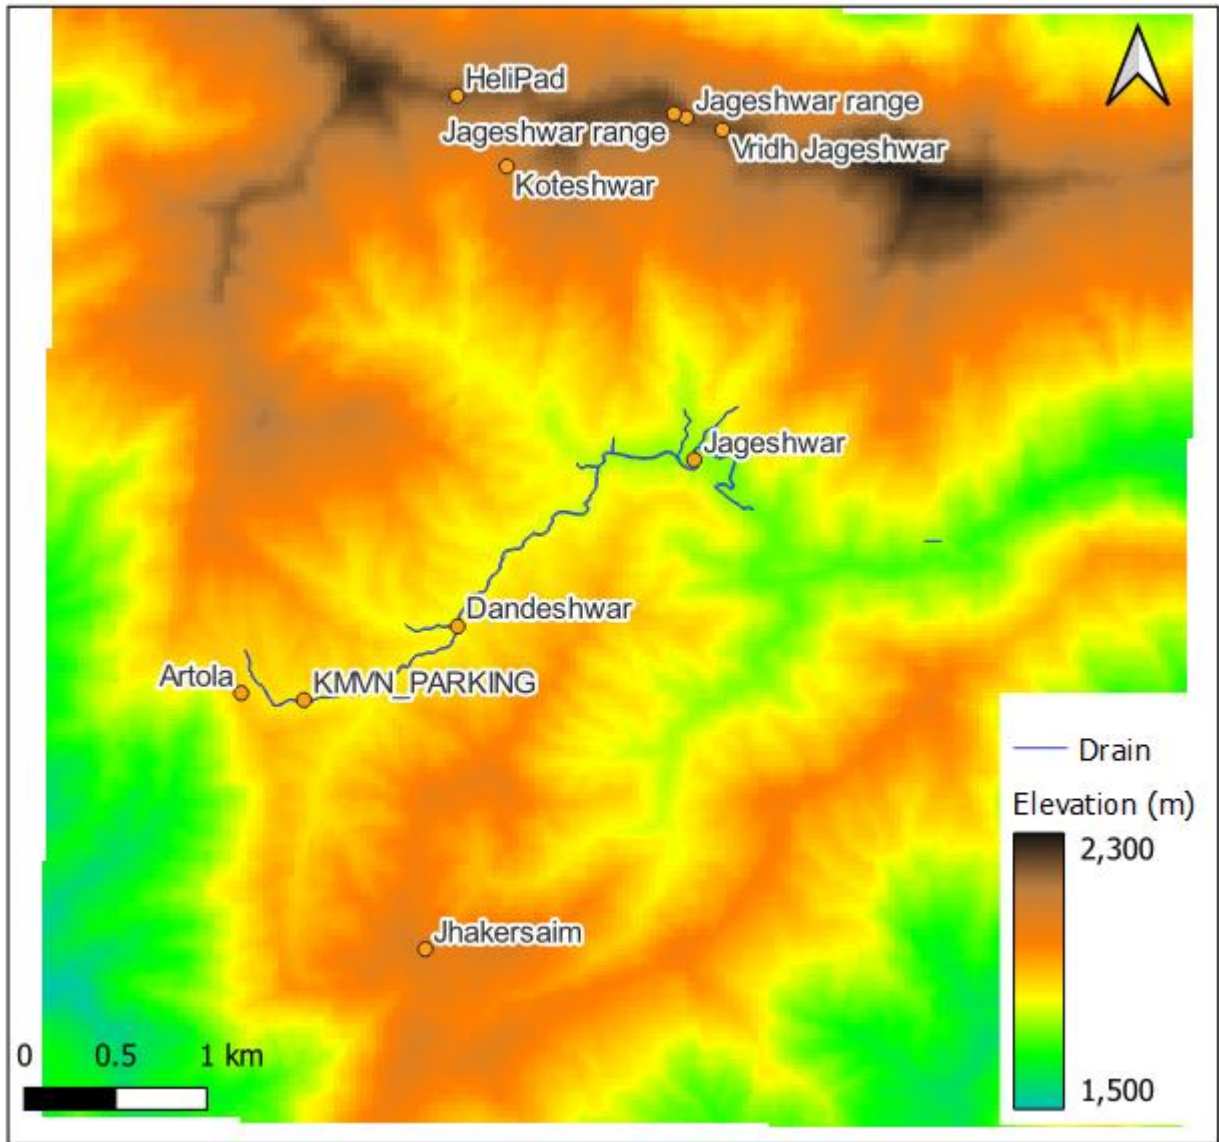 HeliPad
Jageshwar range
Jageshwar range
Vridh Jageshwar
Koteshwar
Jageshwar
Dandeshwar
Artola
KMVN_PARKING
Drain
Elevation (m)
2,300
Jhakersaim
0 0.5 1 km
1,500